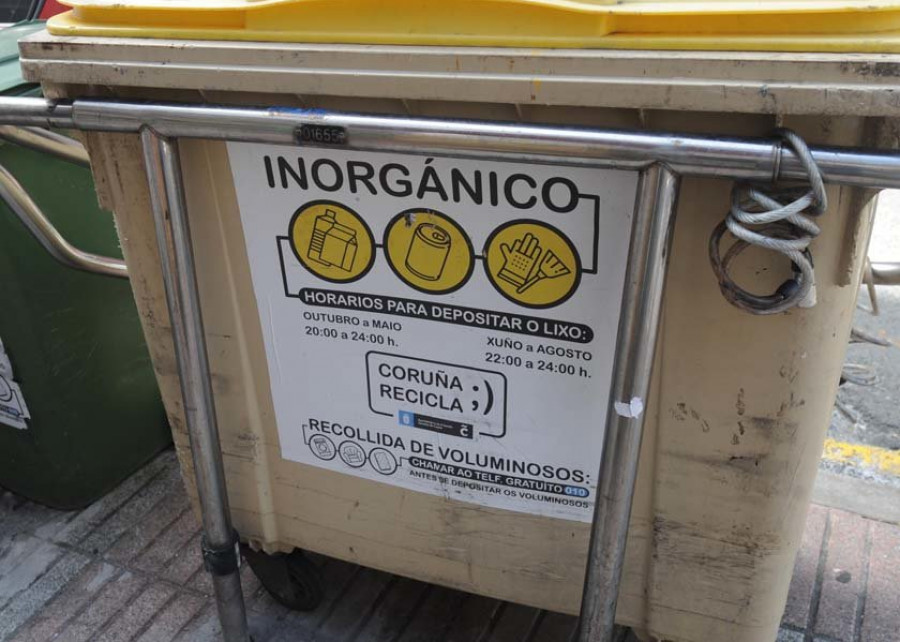 01655
INORGÁNICO
HORARIOS PARA DEPOSITAR O LIXO:
OUTUBRO a MAIO
20:00 a 24:00 h.
XUÑO a AGOSTO
22:00 a 24:00 h.
CORUÑA
RECICLA ;)
RECOLLIDA DE VOLUMINOSOS:
CHAMAR AO TELF. GRATUÍTO 010
ANTES DE DEPOSITAR OS VOLUMINOSOS